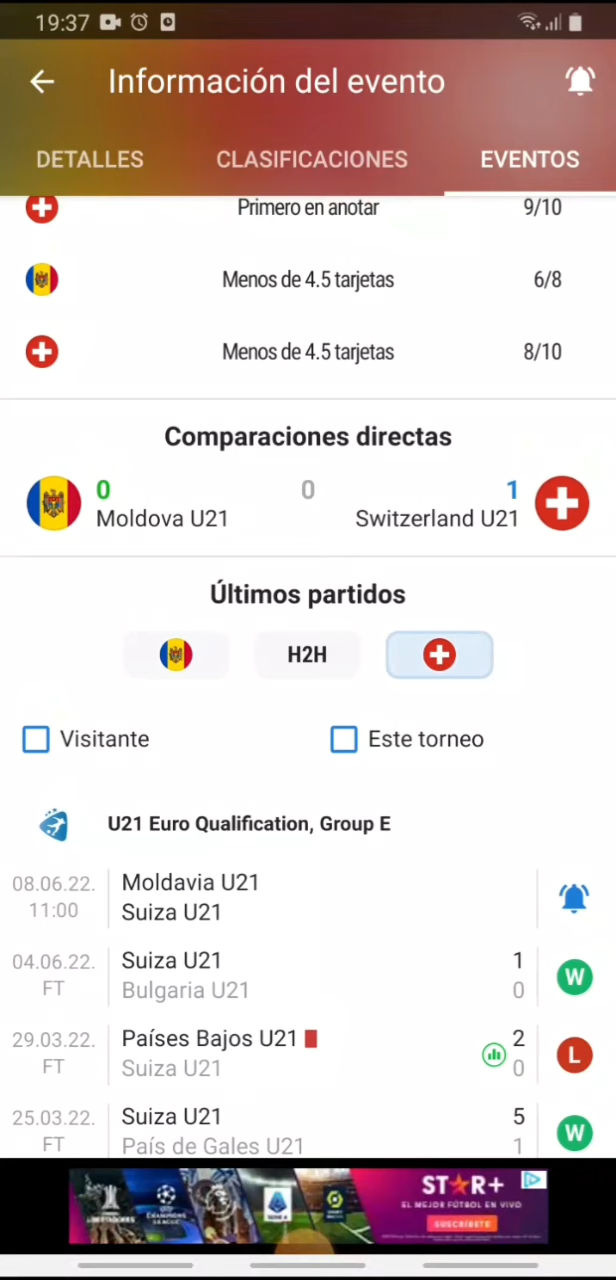 19:37
Información del evento
DETALLES CLASIFICACIONES EVENTOS
Primero en anotar 9/10
Menos de 4.5 tarjetas 6/8
Menos de 4.5 tarjetas 8/10
Comparaciones directas
0 0 1
Moldova U21 Switzerland U21
Últimos partidos
H2H
Visitante Este torneo
U21 Euro Qualification, Group E
08.06.22. Moldavia U21
11:00 Suiza U21
04.06.22. Suiza U21 1
FT Bulgaria U21 0
W
29.03.22. Países Bajos U21 2
FT Suiza U21 0
L
25.03.22. Suiza U21 5
FT País de Gales U21 1
W
STAR+
EL MEJOR FÚTBOL EN VIVO
SUSCRÍBETE
LIBERTADORES
CHAMPIONS
LEAGUE